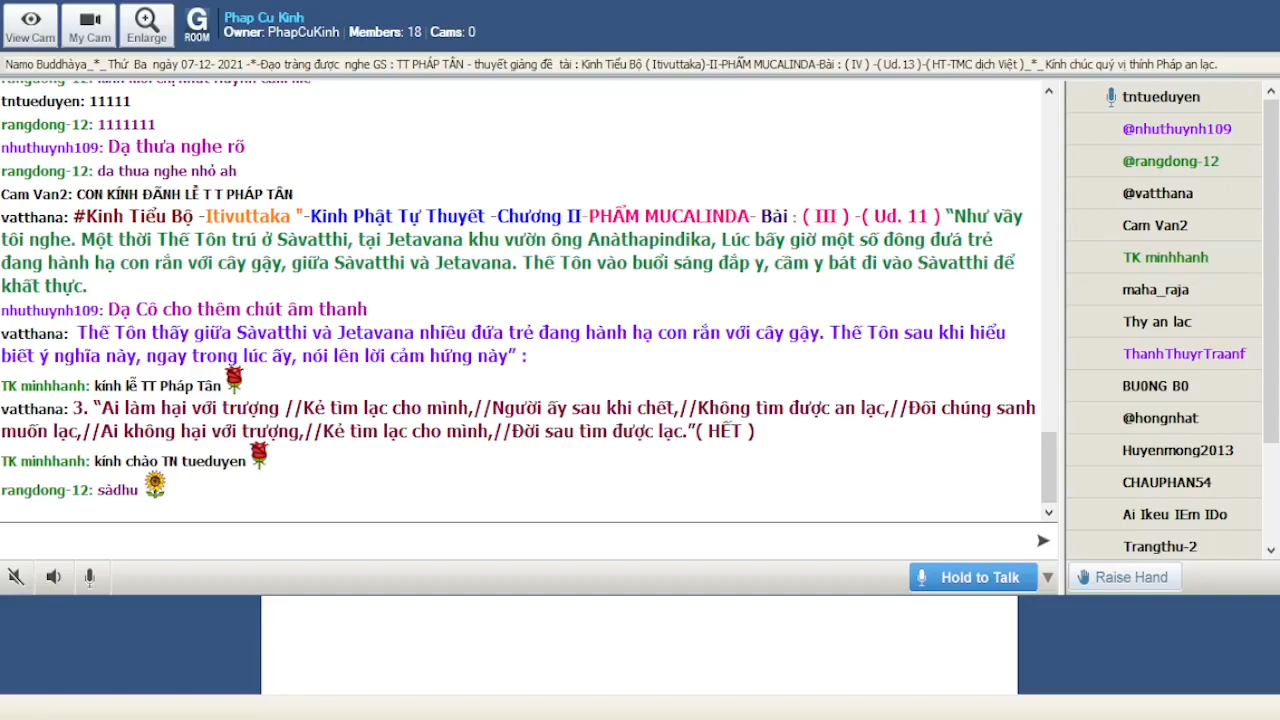 View Cam
My Cam
Enlarge
G
ROOM
Phap Cu Kinh
Owner: PhapCuKinh | Members: 18 | Cams: 0
Namo Buddhàya_*_ Thứ Ba ngày 07-12- 2021 -*-Đạo tràng được nghe GS : TT PHÁP TÂN - thuyết giảng đề tài : Kinh Tiểu Bộ ( Itivuttaka)-II-PHẨM MUCALINDA-Bài : ( IV ) -( Ud. 13 )-( HT-TMC dịch Việt )_*_ Kính chúc quý vị thính Pháp an lạc.
tntueduyen: 11111
rangdong-12: 1111111
nhuthuynh109: Dạ thưa nghe rõ
rangdong-12: da thua nghe nhỏ ah
Cam Van2: CON KÍNH ĐÃNH LỄ T T PHÁP TÂN
vatthana: #Kinh Tiểu Bộ -Itivuttaka "-Kinh Phật Tự Thuyết -Chương II-PHẨM MUCALINDA- Bài : ( III ) -( Ud. 11 ) “Như vầy
tôi nghe. Một thời Thế Tôn trú ở Sàvatthi, tại Jetavana khu vườn ông Anàthapindika, Lúc bấy giờ một số đông đưá trẻ
đang hành hạ con rắn với cây gậy, giữa Sàvatthi và Jetavana. Thế Tôn vào buổi sáng đắp y, cầm y bát đi vào Sàvatthi để
khất thực.
nhuthuynh109: Dạ Cô cho thêm chút âm thanh
vatthana: Thế Tôn thấy giữa Sàvatthi và Jetavana nhiều đứa trẻ đang hành hạ con rắn với cây gậy. Thế Tôn sau khi hiểu
biết ý nghĩa này, ngay trong lúc ấy, nói lên lời cảm hứng này” :
TK minhhanh: kính lễ TT Pháp Tân
vatthana: 3. “Ai làm hại với trượng //Kẻ tìm lạc cho mình,//Người ấy sau khi chết,//Không tìm được an lạc,//Đối chúng sanh
muốn lạc,//Ai không hại với trượng,//Kẻ tìm lạc cho mình,//Đời sau tìm được lạc.”( HẾT )
TK minhhanh: kính chào TN tueduyen
rangdong-12: sàdhu
Hold to Talk
tntueduyen
@nhuthuynh109
@rangdong-12
@vatthana
Cam Van2
TK minhhanh
maha_raja
Thy an lac
ThanhThuyrTraanf
BU0NG B0
@hongnhat
Huyenmong2013
CHAUPHAN54
Ai Ikeu IEm IDo
Trangthu-2
Raise Hand